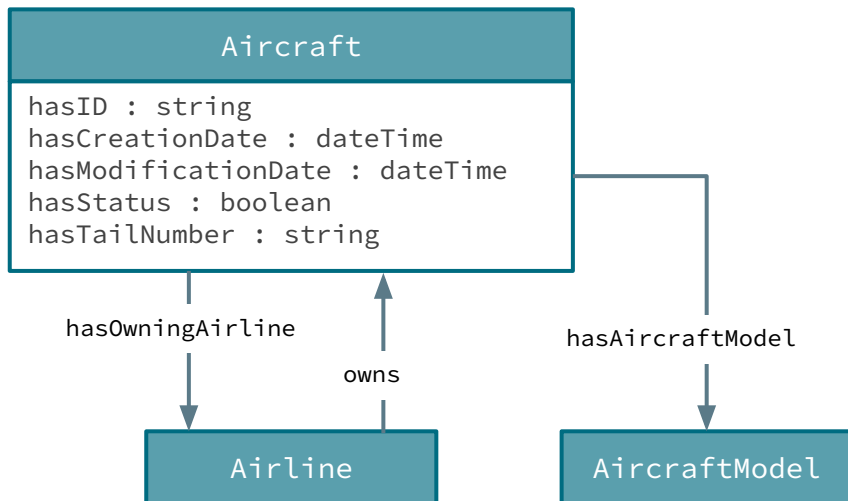 Aircraft
hasID : string
hasCreationDate : dateTime
hasModificationDate : dateTime
hasStatus : boolean
hasTailNumber : string
hasOwningAirline
hasAircraftModel
owns
Airline
AircraftModel